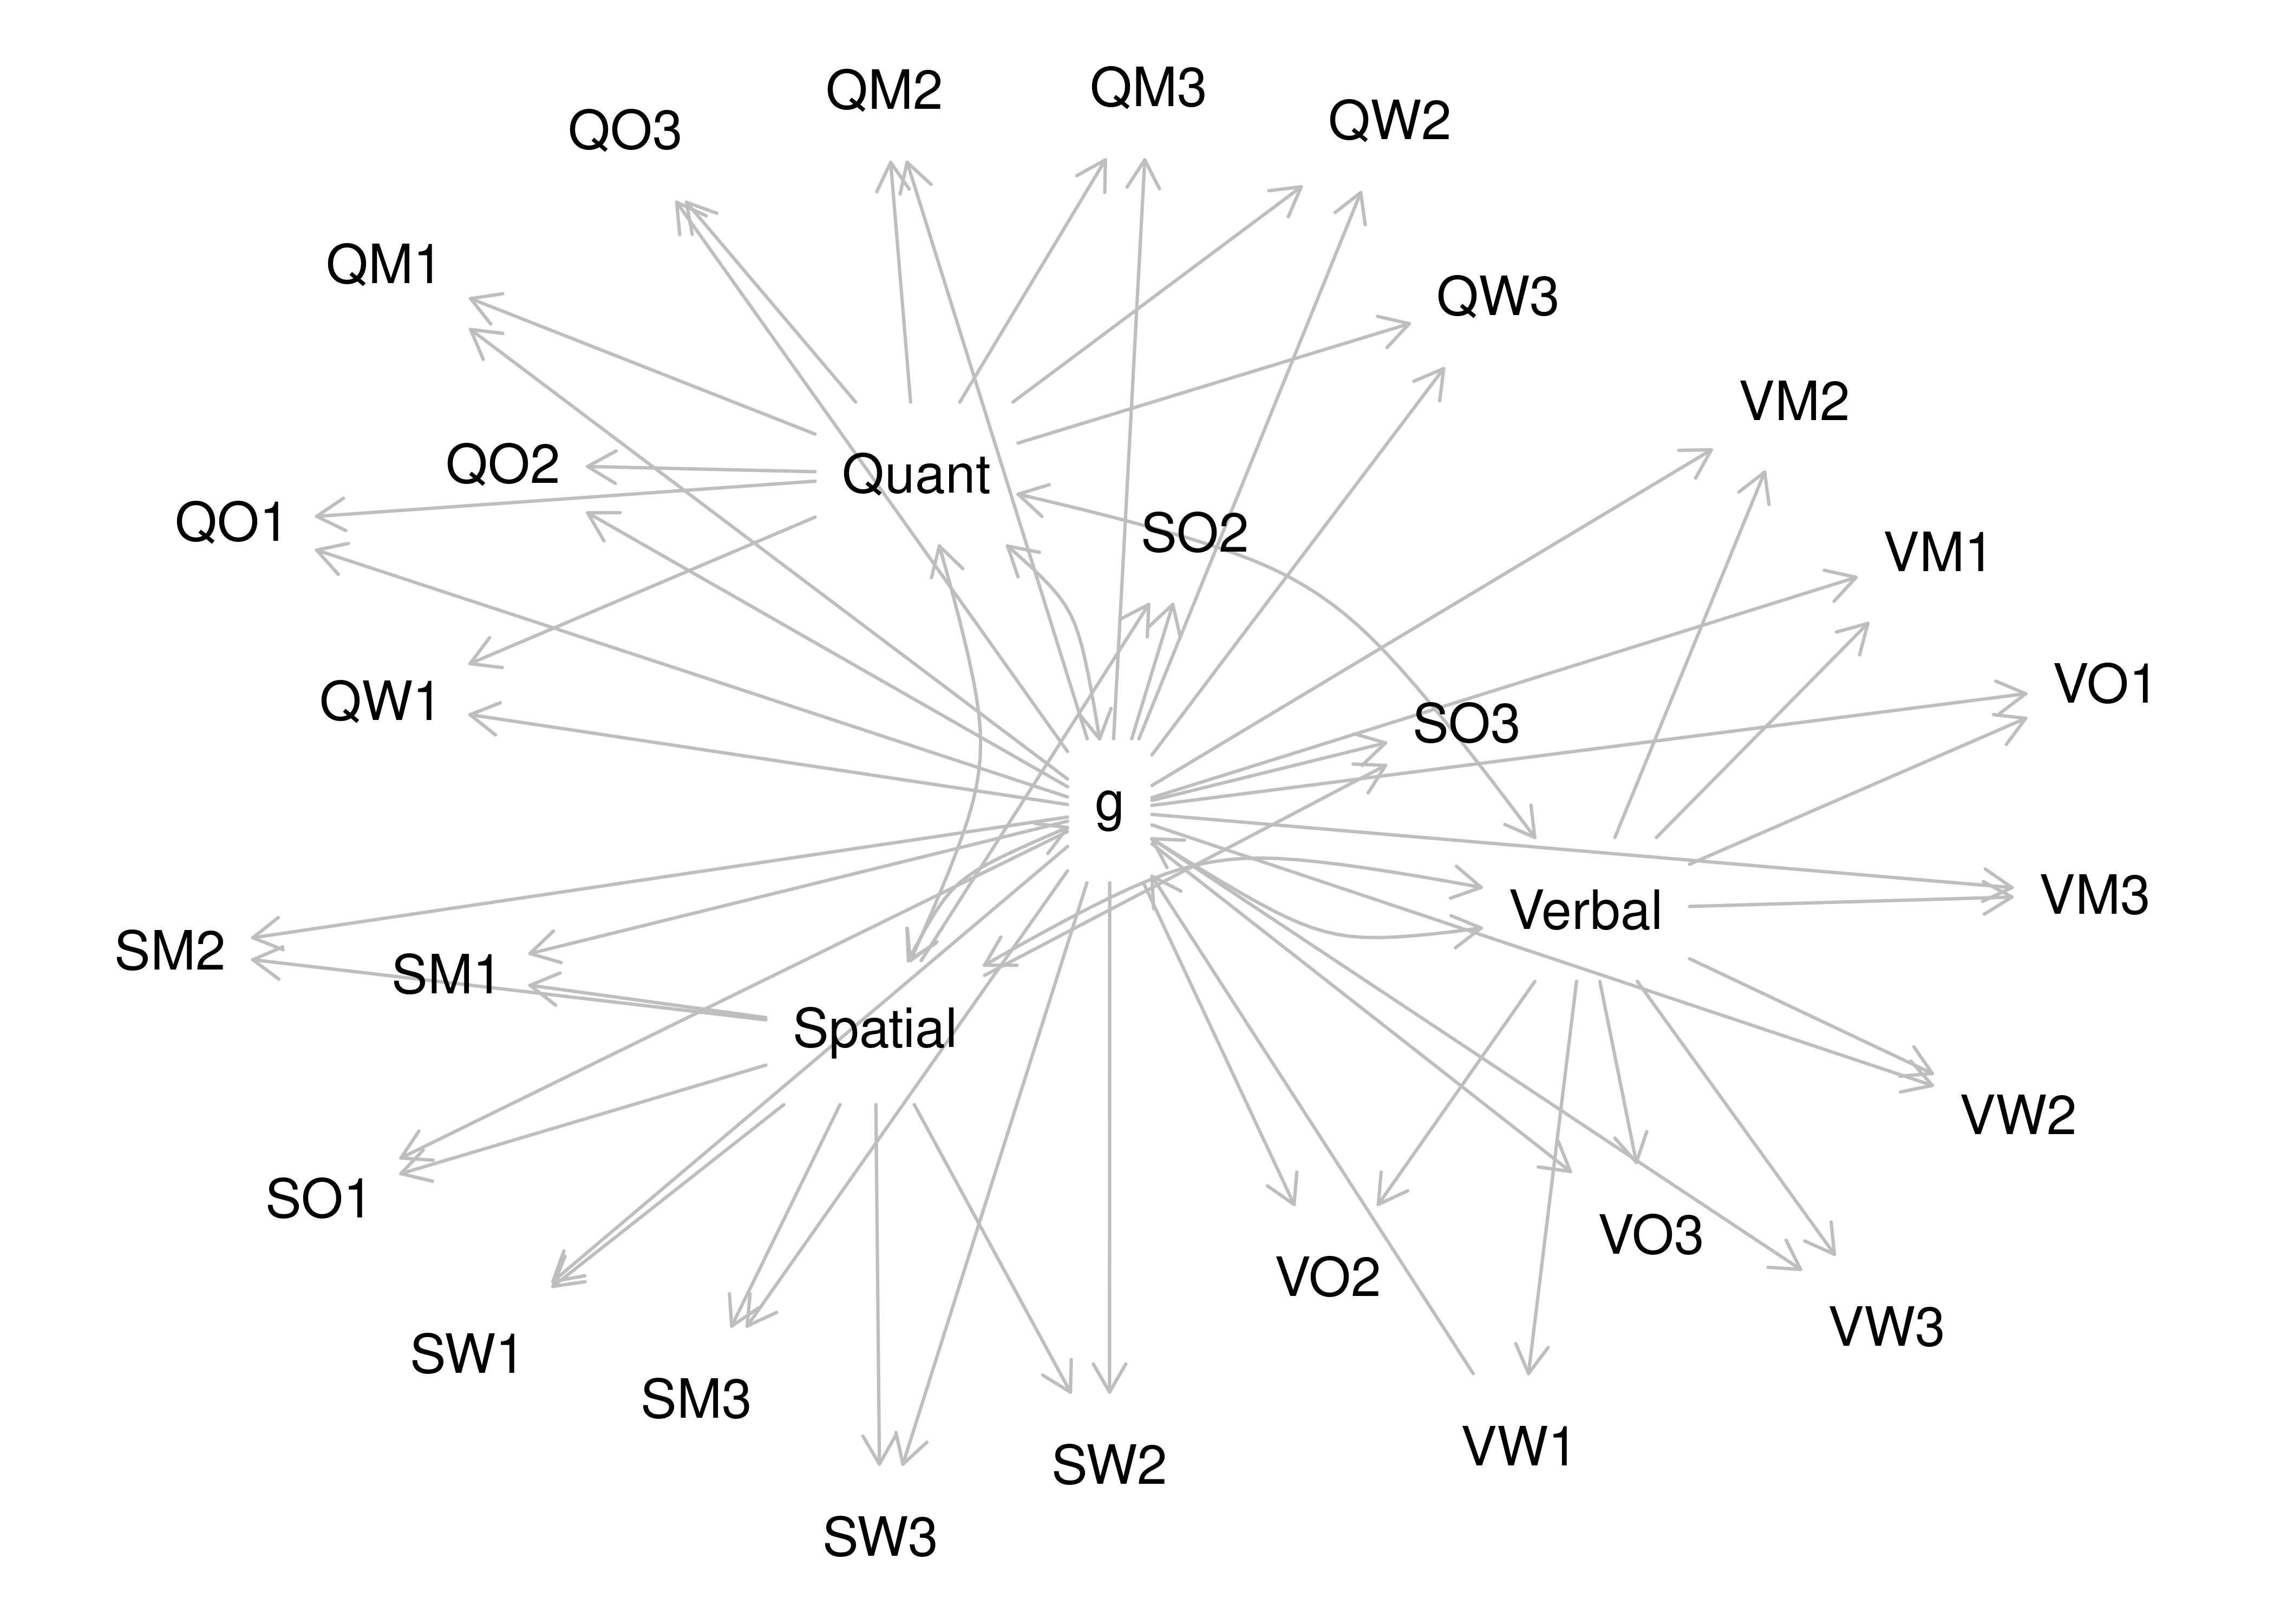 QM2
QM3
QO3
QW2
QM1
QW3
VM2
QO2
Quant
QO1
SO2
VM1
QW1
VO1
SO3
g
VM3
Verbal
SM2
SM1
Spatial
VW2
SO1
VO3
VO2
VW3
SW1
SM3
VW1
SW2
SW3